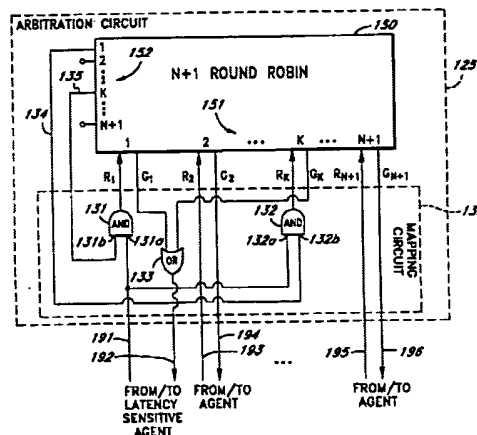 ARBITRATION CIRCUIT
150
1
2
152
N+1 ROUND ROBIN
125
135
K
134
N+1
151
1 2 ... K ... N+1
R1 G1 R2 G2 RK GK RN+1 GN+1
131
AND
132
AND
131b 131a
132a 132b
133
OR
MAPPING CIRCUIT
191
192
194
193
195
196
...
FROM/TO LATENCY SENSITIVE AGENT
FROM/TO AGENT
FROM/TO AGENT